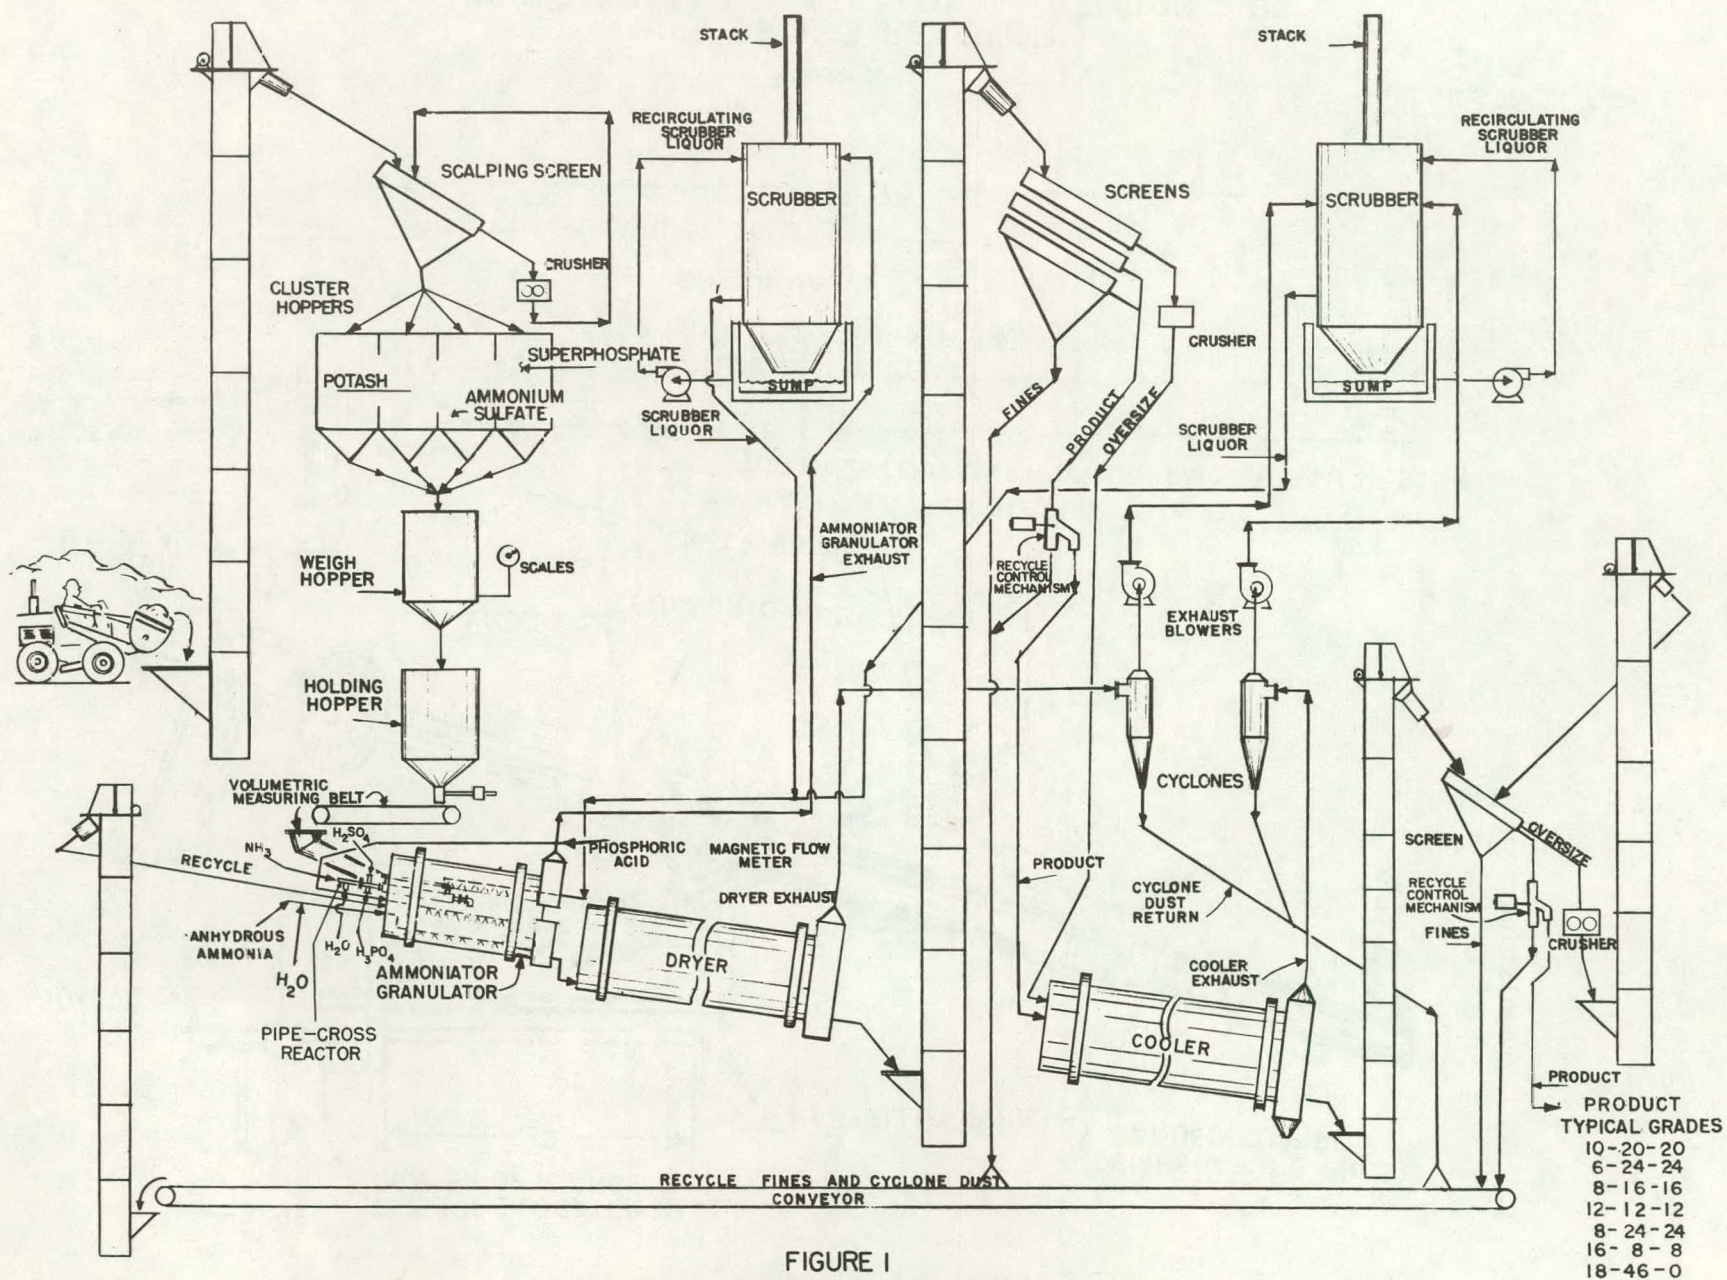 STACK
STACK
RECIRCULATING
SCRUBBER
LIQUOR
RECIRCULATING
SCRUBBER
LIQUOR
SCALPING SCREEN
SCRUBBER
SCREENS
SCRUBBER
CRUSHER
CLUSTER
HOPPERS
CRUSHER
SUPERPHOSPHATE
POTASH
AMMONIUM
SULFATE
SUMP
SUMP
SCRUBBER
LIQUOR
FINES
PRODUCT
OVERSIZE
SCRUBBER
LIQUOR
AMMONIATOR
GRANULATOR
EXHAUST
WEIGH
HOPPER
SCALES
RECYCLE
CONTROL
MECHANISM
EXHAUST
BLOWERS
HOLDING
HOPPER
CYCLONES
VOLUMETRIC
MEASURING BELT
H2SO4
NH3
RECYCLE
PHOSPHORIC
ACID
MAGNETIC FLOW
METER
DRYER EXHAUST
PRODUCT
CYCLONE
DUST
RETURN
SCREEN
OVERSIZE
RECYCLE
CONTROL
MECHANISM
FINES
CRUSHER
ANHYDROUS
AMMONIA
H2O
H2O
H3PO4
AMMONIATOR
GRANULATOR
DRYER
COOLER
EXHAUST
PIPE-CROSS
REACTOR
COOLER
PRODUCT
PRODUCT
TYPICAL GRADES
10-20-20
6-24-24
8-16-16
12-12-12
8-24-24
16-8-8
18-46-0
RECYCLE FINES AND CYCLONE DUST
CONVEYOR
FIGURE 1